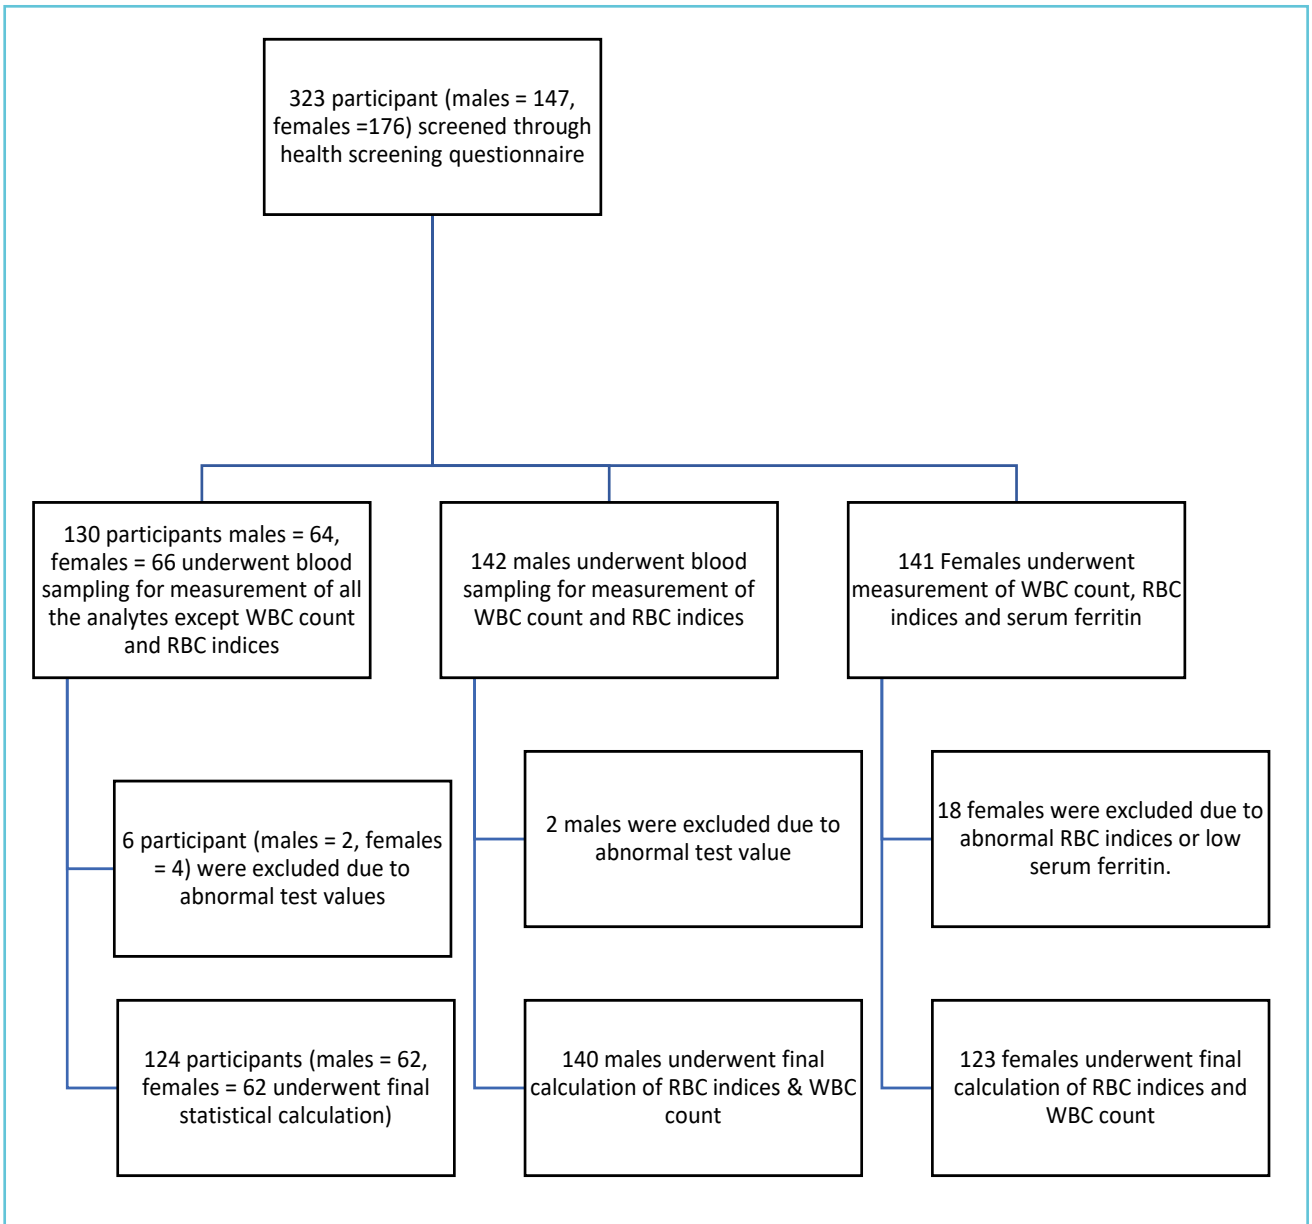 323 participant (males = 147,
females =176) screened through
health screening questionnaire
130 participants males = 64,
females = 66 underwent blood
sampling for measurement of all
the analytes except WBC count
and RBC indices
142 males underwent blood
sampling for measurement of
WBC count and RBC indices
141 Females underwent
measurement of WBC count, RBC
indices and serum ferritin
6 participant (males = 2, females
= 4) were excluded due to
abnormal test values
2 males were excluded due to
abnormal test value
18 females were excluded due to
abnormal RBC indices or low
serum ferritin.
124 participants (males = 62,
females = 62 underwent final
statistical calculation)
140 males underwent final
calculation of RBC indices & WBC
count
123 females underwent final
calculation of RBC indices and
WBC count